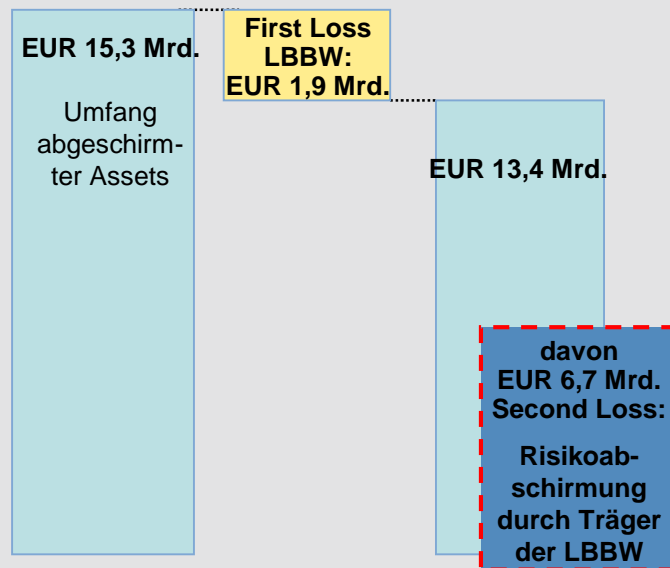 EUR 15,3 Mrd.
Umfang
abgeschirm-
ter Assets
First Loss
LBBW:
EUR 1,9 Mrd.
EUR 13,4 Mrd.
davon
EUR 6,7 Mrd.
Second Loss:
Risikoab-
schirmung
durch Träger
der LBBW